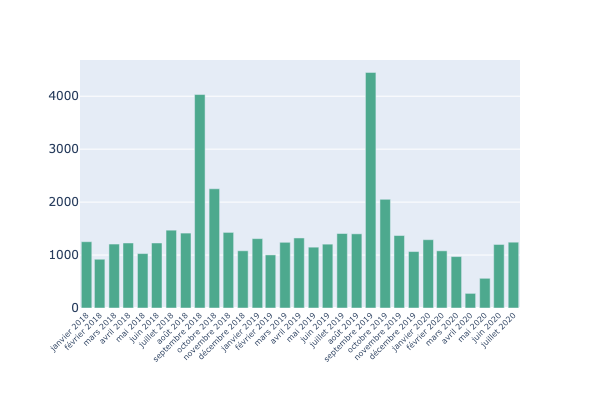 4000
3000
2000
1000
0
janvier 2018
février 2018
mars 2018
avril 2018
mai 2018
juin 2018
juillet 2018
août 2018
septembre 2018
octobre 2018
novembre 2018
décembre 2018
janvier 2019
février 2019
mars 2019
avril 2019
mai 2019
juin 2019
juillet 2019
août 2019
septembre 2019
octobre 2019
novembre 2019
décembre 2019
janvier 2020
février 2020
mars 2020
avril 2020
mai 2020
juin 2020
juillet 2020